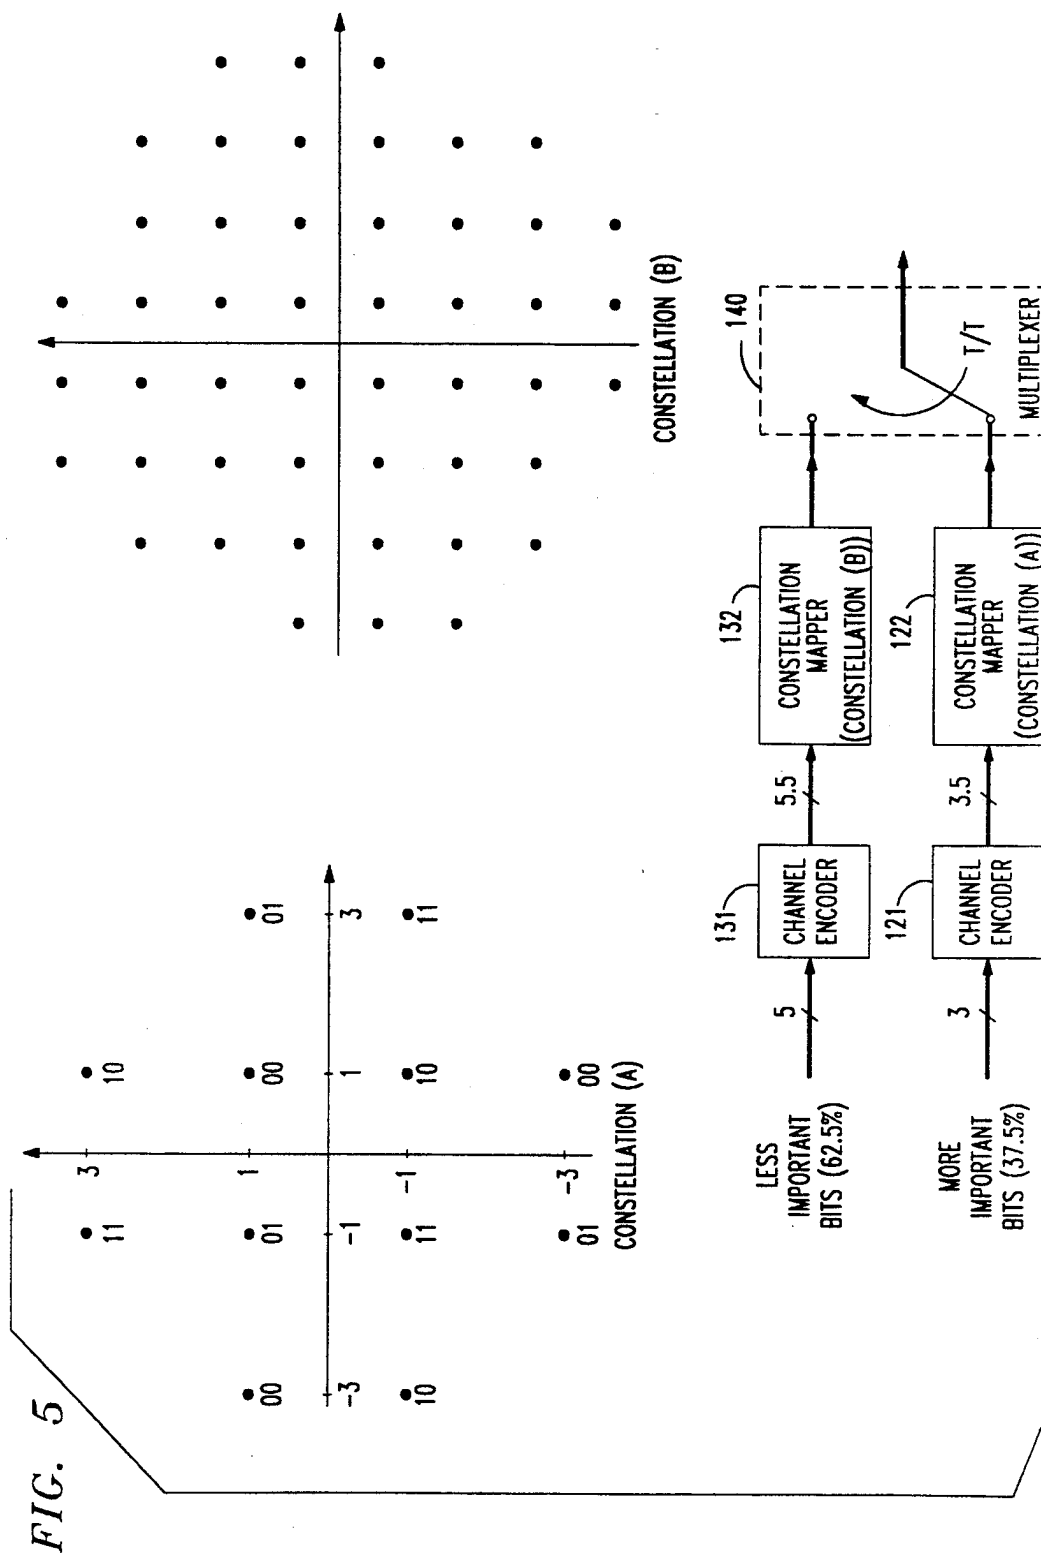 FIG. 5
3
11
10
00
01
00
01
1
-3
-1
1
3
10
11
10
11
-1
01
00
-3
CONSTELLATION (A)
CONSTELLATION (B)
LESS
IMPORTANT
BITS (62.5%)
5
131
CHANNEL
ENCODER
5.5
132
CONSTELLATION
MAPPER
(CONSTELLATION (B))
140
MORE
IMPORTANT
BITS (37.5%)
3
121
CHANNEL
ENCODER
3.5
122
CONSTELLATION
MAPPER
(CONSTELLATION (A))
T/T
MULTIPLEXER